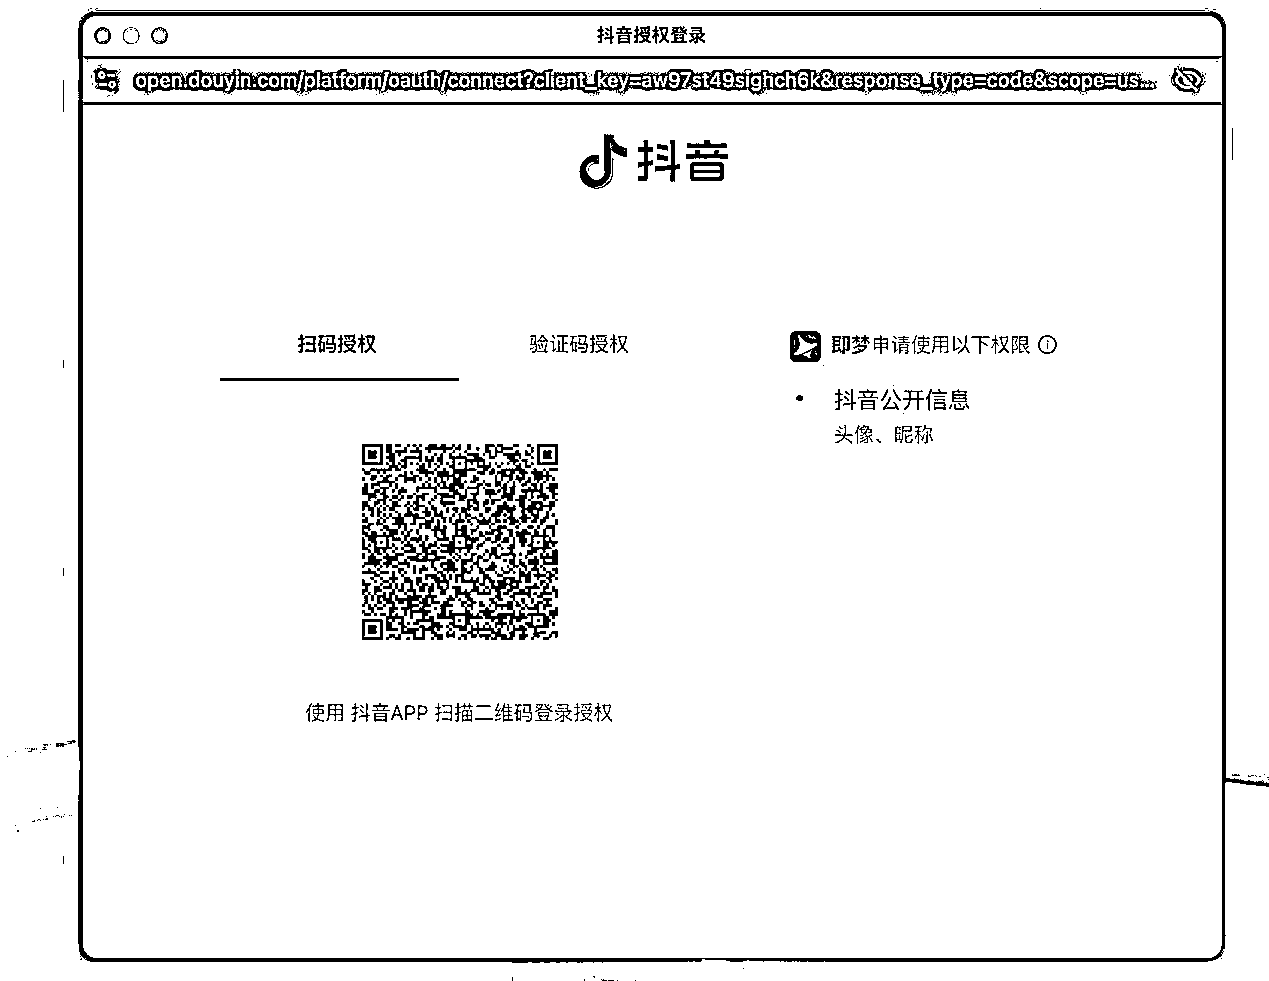 抖音授权登录
open.douyin.com/platform/oauth/connect?client_key=aw97st49sighch6k&response_type=code&scope=us...
抖音
扫码授权
验证码授权
即梦申请使用以下权限
抖音公开信息
头像、昵称
使用 抖音APP 扫描二维码登录授权